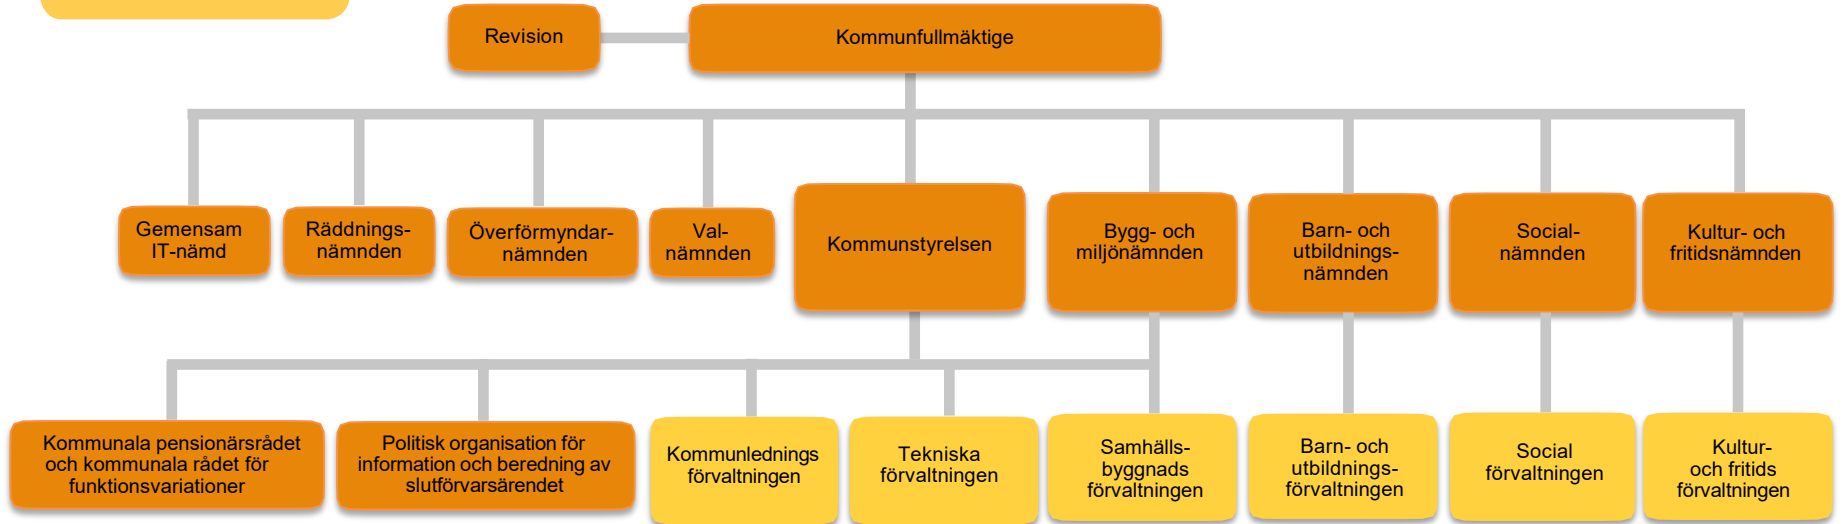 Revision
Kommunfullmäktige
Gemensam
IT-nämd
Räddnings-
nämnden
Överförmyndar-
nämnden
Val-
nämnden
Kommunstyrelsen
Bygg- och
miljönämnden
Barn- och
utbildnings-
nämnden
Social-
nämnden
Kultur- och
fritidsnämnden
Kommunala pensionärsrådet
och kommunala rådet för
funktionsvariationer
Politisk organisation för
information och beredning av
slutförvarsärendet
Kommunlednings
förvaltningen
Tekniska
förvaltningen
Samhälls-
byggnads
förvaltningen
Barn- och
utbildnings-
förvaltningen
Social
förvaltningen
Kultur-
och fritids
förvaltningen